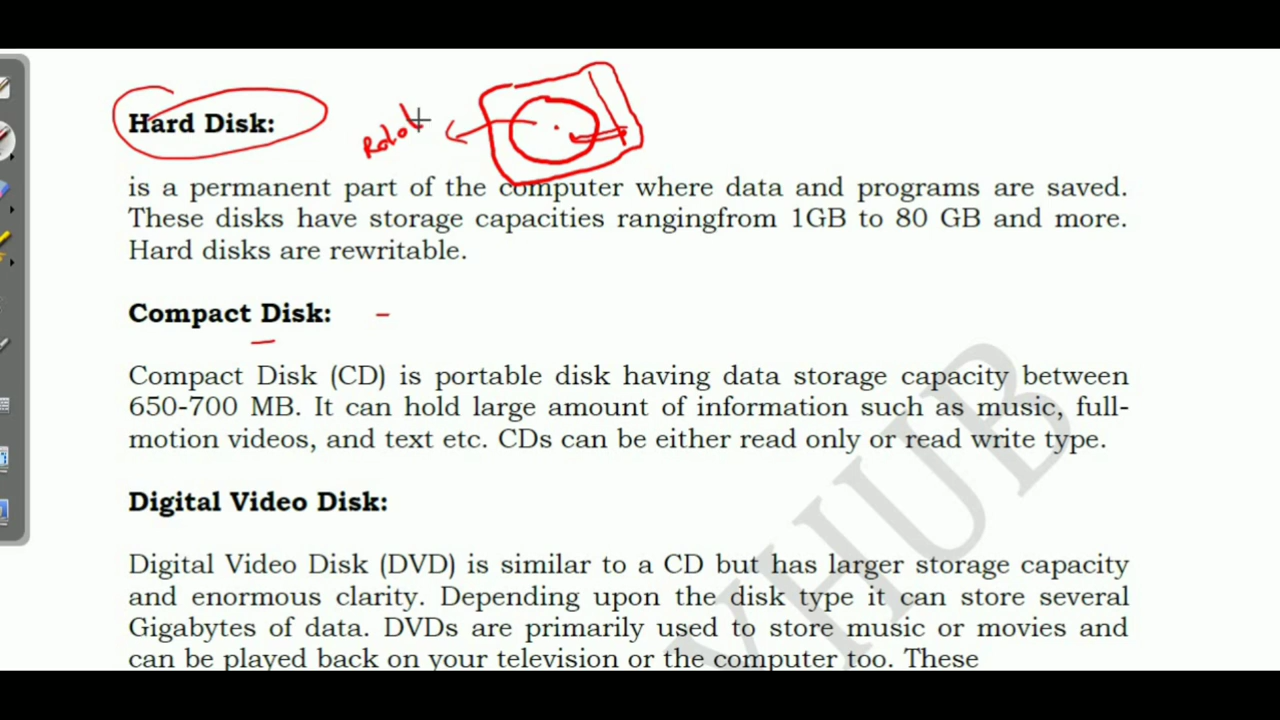 Hard Disk:
is a permanent part of the computer where data and programs are saved.
These disks have storage capacities rangingfrom 1GB to 80 GB and more.
Hard disks are rewritable.
Compact Disk: -
Compact Disk (CD) is portable disk having data storage capacity between
650-700 MB. It can hold large amount of information such as music, full-
motion videos, and text etc. CDs can be either read only or read write type.
Digital Video Disk:
Digital Video Disk (DVD) is similar to a CD but has larger storage capacity
and enormous clarity. Depending upon the disk type it can store several
Gigabytes of data. DVDs are primarily used to store music or movies and
can be played back on your television or the computer too. These